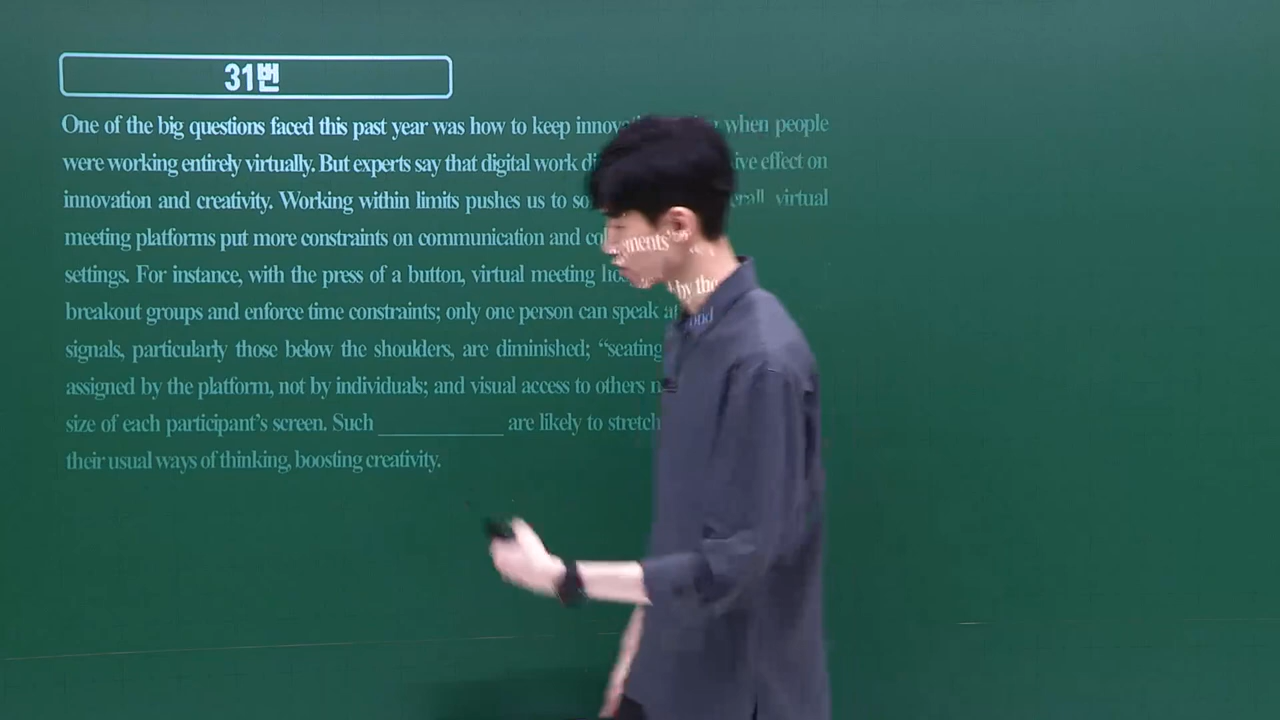 31번
One of the big questions faced this past year was how to keep when people
were working entirely virtually. But experts say that digital work effect on
innovation and creativity. Working within limits pushes us to virtual
meeting platforms put more constraints on communication and
settings. For instance, with the press of a button, virtual meeting
breakout groups and enforce time constraints; only one person can speak
signals, particularly those below the shoulders, are diminished; “seating
assigned by the platform, not by individuals; and visual access to others
size of each participant’s screen. Such ____________ are likely to stretch
their usual ways of thinking, boosting creativity.